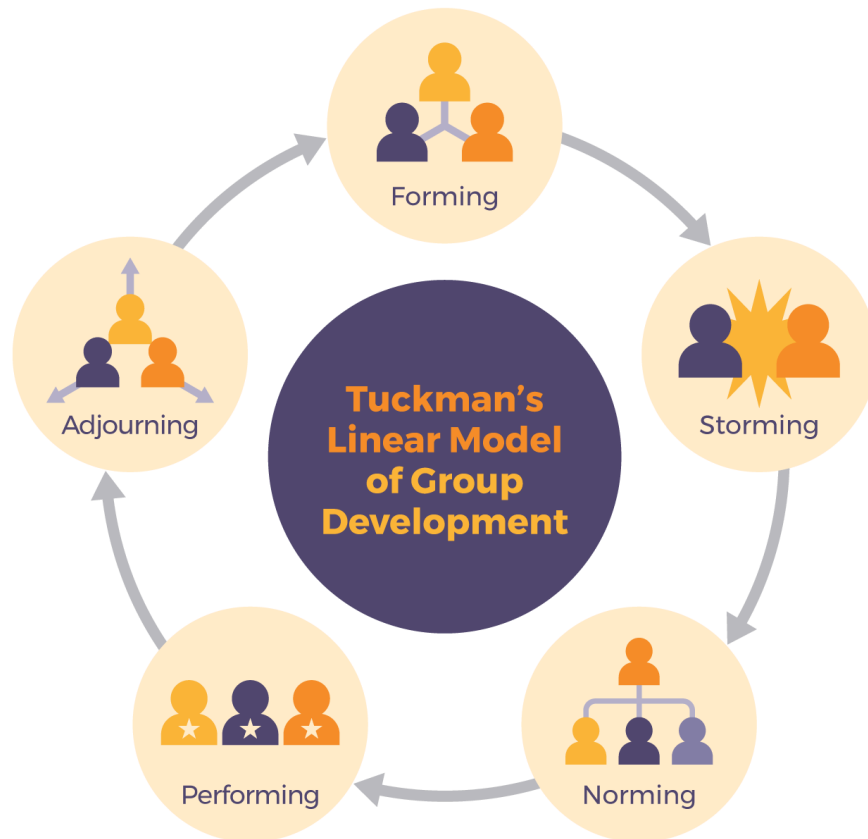 Forming
Storming
Norming
Performing
Adjourning
Tuckman’s
Linear Model
of Group
Development